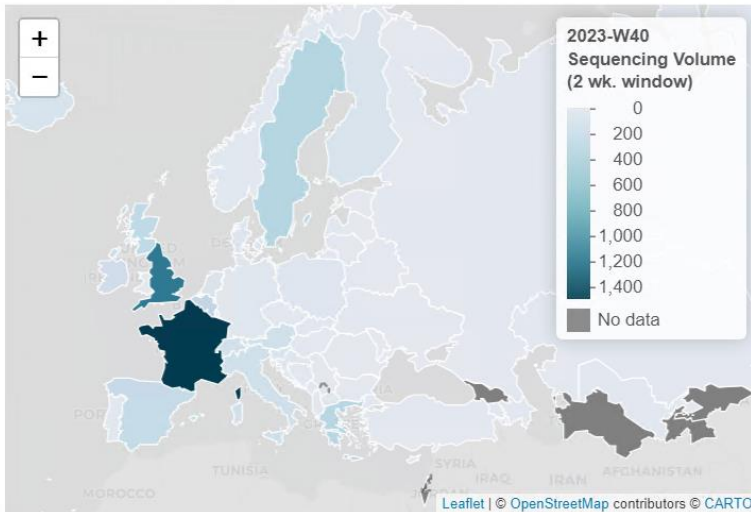 +
−
2023-W40
Sequencing Volume
(2 wk. window)
0
200
400
600
800
1,000
1,200
1,400
No data
TUNISIA
MOROCCO
SYRIA
IRAQ
IRAN
AFGHANISTAN
Leaflet | © OpenStreetMap contributors © CARTO